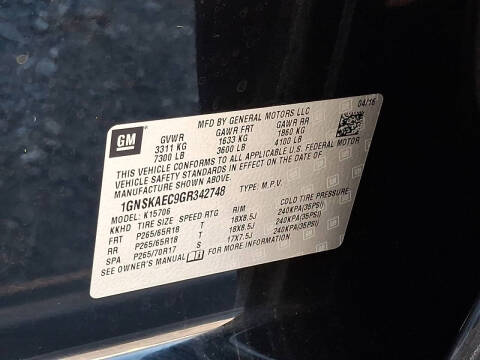 GM
MFD BY GENERAL MOTORS LLC
04/16
GVWR GAWR FRT GAWR RR
3311 KG 1633 KG 1860 KG
7300 LB 3600 LB 4100 LB
THIS VEHICLE CONFORMS TO ALL APPLICABLE U.S. FEDERAL MOTOR
VEHICLE SAFETY STANDARDS IN EFFECT ON THE DATE OF
MANUFACTURE SHOWN ABOVE.
1GNSKAEC9GR342748 TYPE: M.P.V.
MODEL: K15706
KKHD TIRE SIZE SPEED RTG RIM COLD TIRE PRESSURE
FRT P265/65R18 T 18X8.5J 240KPA(35PSI)
RR P265/65R18 T 18X8.5J 240KPA(35PSI)
SPA P265/70R17 S 17X7.5J 240KPA(35PSI)
SEE OWNER'S MANUAL FOR MORE INFORMATION